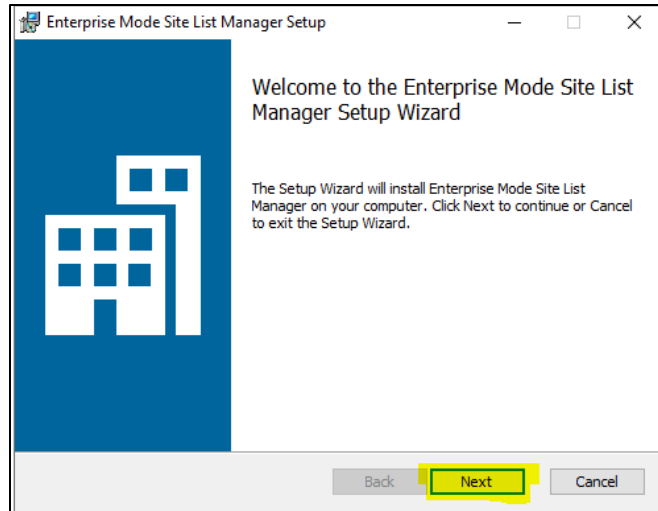 Enterprise Mode Site List Manager Setup
Welcome to the Enterprise Mode Site List
Manager Setup Wizard
The Setup Wizard will install Enterprise Mode Site List
Manager on your computer. Click Next to continue or Cancel
to exit the Setup Wizard.
Back Next Cancel